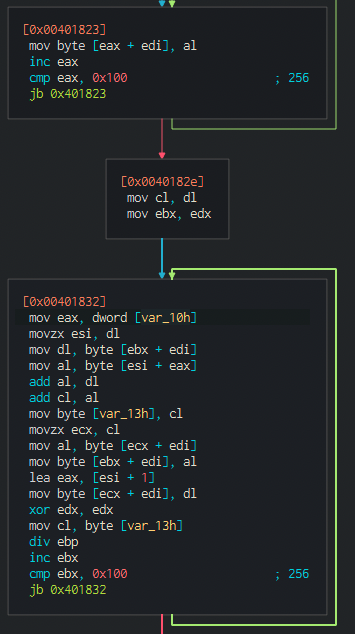 [0x00401823]
mov byte [eax + edi], al
inc eax
cmp eax, 0x100 ; 256
jb 0x401823
[0x0040182e]
mov cl, dl
mov ebx, edx
[0x00401832]
mov eax, dword [var_10h]
movzx esi, dl
mov dl, byte [ebx + edi]
mov al, byte [esi + eax]
add al, dl
add cl, al
mov byte [var_13h], cl
movzx ecx, cl
mov al, byte [ecx + edi]
mov byte [ebx + edi], al
lea eax, [esi + 1]
mov byte [ecx + edi], dl
xor edx, edx
mov cl, byte [var_13h]
div ebp
inc ebx
cmp ebx, 0x100 ; 256
jb 0x401832